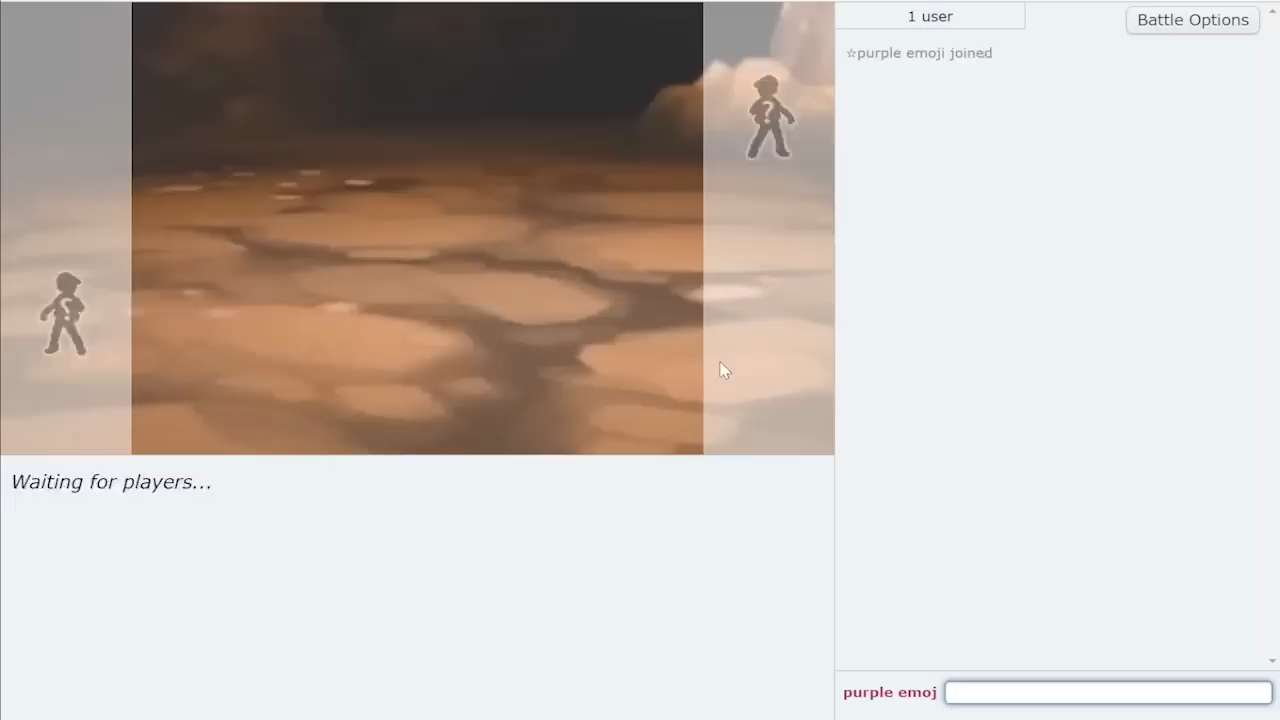 1 user
Battle Options
☆purple emoji joined
?
?
Waiting for players...
purple emoj